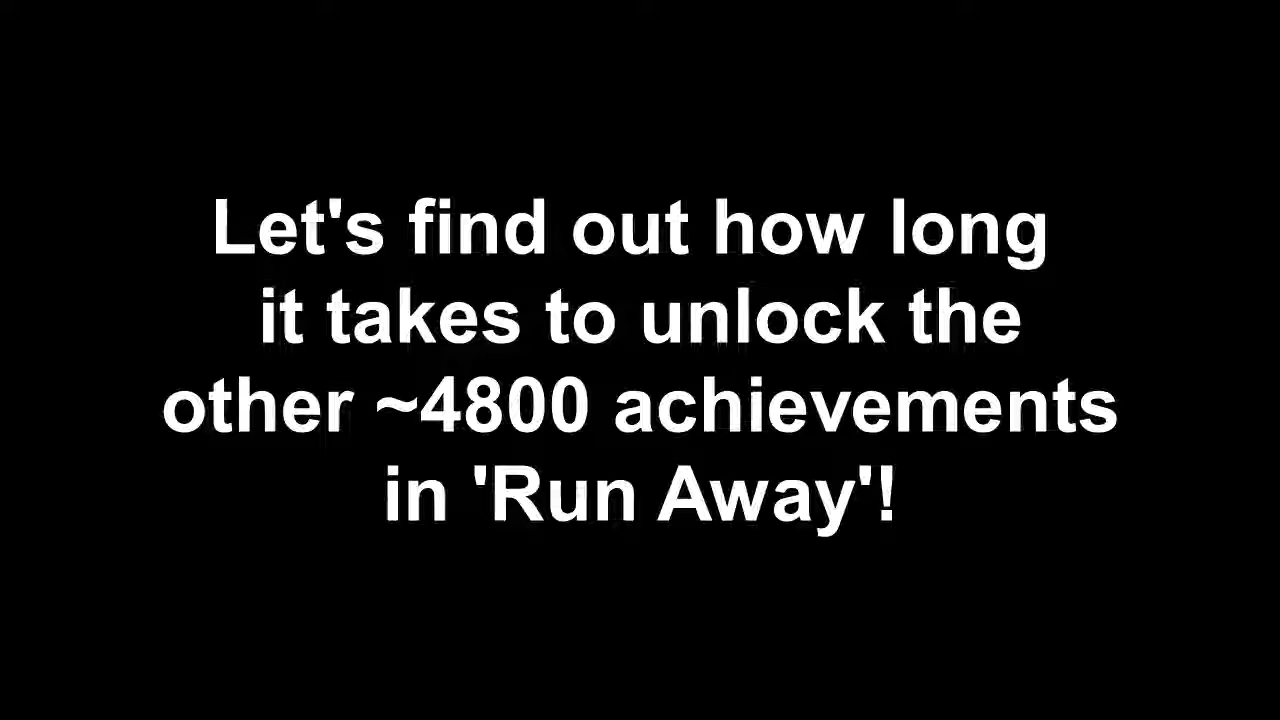 Let's find out how long
it takes to unlock the
other ~4800 achievements
in 'Run Away'!